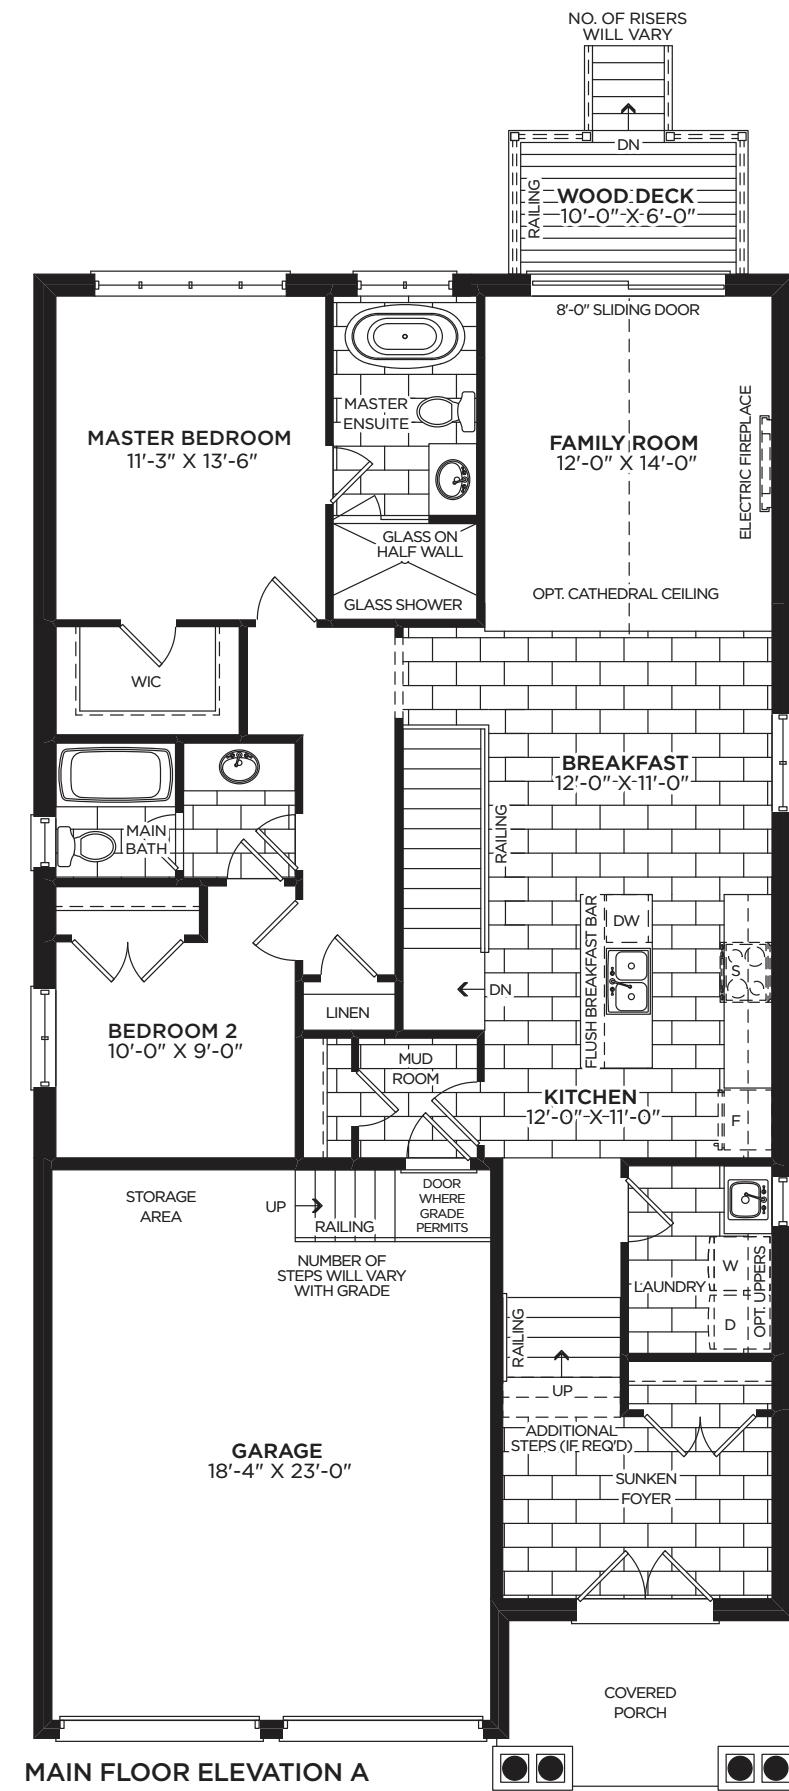 NO. OF RISERS
WILL VARY
DN
RAILING
WOOD DECK
10'-0" X 6'-0"
8'-0" SLIDING DOOR
MASTER BEDROOM
11'-3" X 13'-6"
MASTER
ENSUITE
FAMILY ROOM
12'-0" X 14'-0"
ELECTRIC FIREPLACE
GLASS ON
HALF WALL
GLASS SHOWER
OPT. CATHEDRAL CEILING
WIC
BREAKFAST
12'-0" X 11'-0"
RAILING
MAIN
BATH
FLUSH BREAKFAST BAR
DW
S
DN
LINEN
BEDROOM 2
10'-0" X 9'-0"
MUD
ROOM
KITCHEN
12'-0" X 11'-0"
F
STORAGE
AREA
UP
RAILING
DOOR
WHERE
GRADE
PERMITS
NUMBER OF
STEPS WILL VARY
WITH GRADE
LAUNDRY
W
D
OPT. UPPERS
RAILING
UP
ADDITIONAL
STEPS (IF REQ'D)
GARAGE
18'-4" X 23'-0"
SUNKEN
FOYER
COVERED
PORCH
MAIN FLOOR ELEVATION A